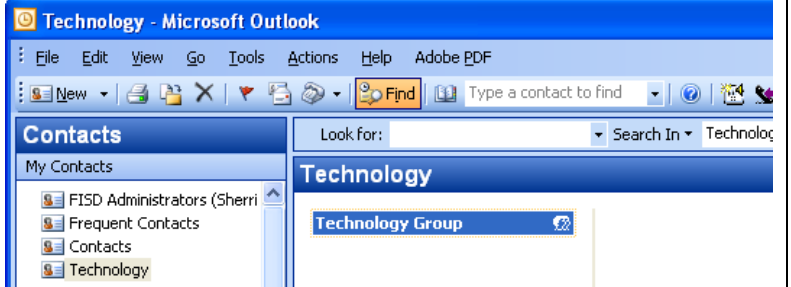 Technology - Microsoft Outlook
File Edit View Go Tools Actions Help Adobe PDF
New Find Type a contact to find
Contacts
Look for: Search In Technolog
My Contacts
Technology
FISD Administrators (Sherri
Frequent Contacts
Contacts
Technology
Technology Group